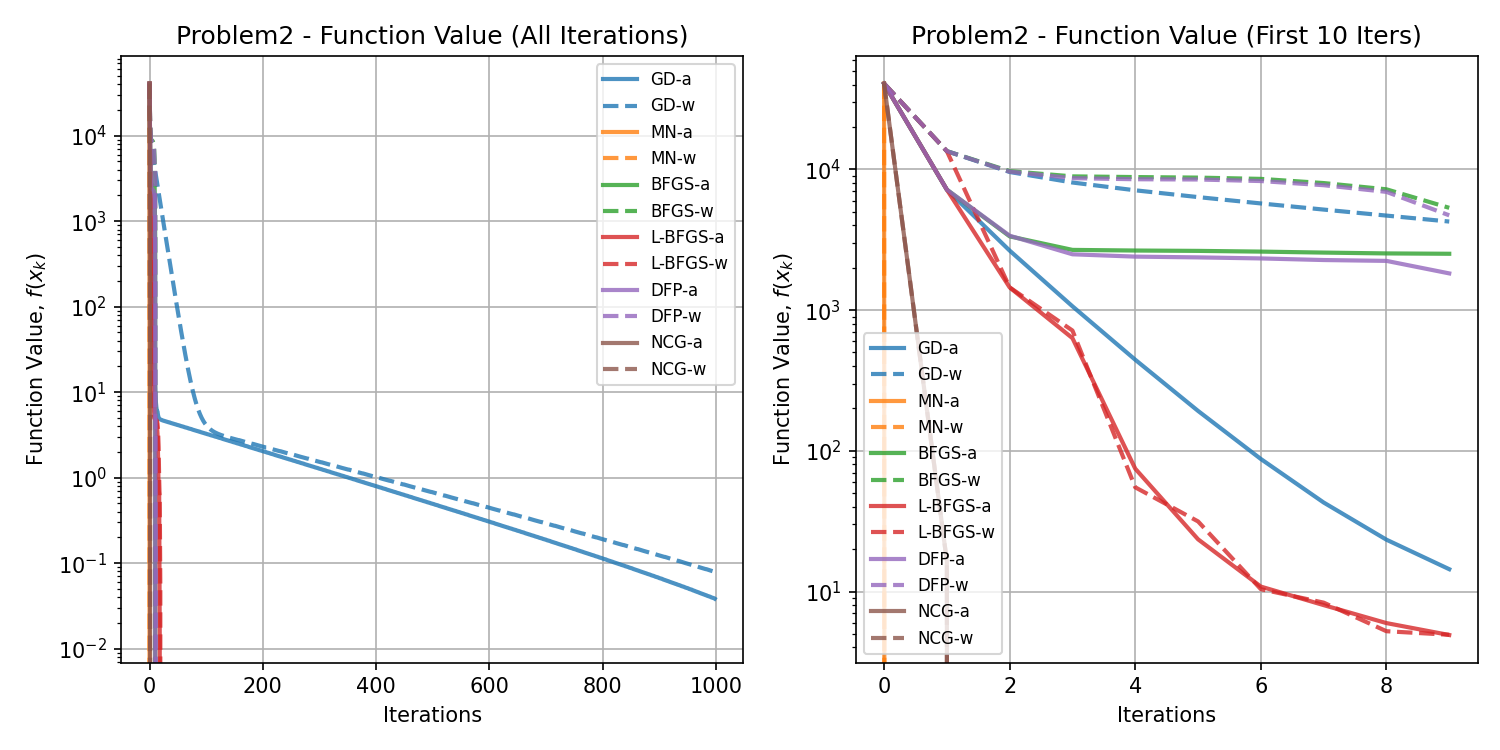 Problem2 - Function Value (All Iterations)
Function Value, f(x_k)
10^4
10^3
10^2
10^1
10^0
10^-1
10^-2
0
200
400
600
800
1000
Iterations
GD-a
GD-w
MN-a
MN-w
BFGS-a
BFGS-w
L-BFGS-a
L-BFGS-w
DFP-a
DFP-w
NCG-a
NCG-w
Problem2 - Function Value (First 10 Iters)
Function Value, f(x_k)
10^4
10^3
10^2
10^1
0
2
4
6
8
Iterations
GD-a
GD-w
MN-a
MN-w
BFGS-a
BFGS-w
L-BFGS-a
L-BFGS-w
DFP-a
DFP-w
NCG-a
NCG-w